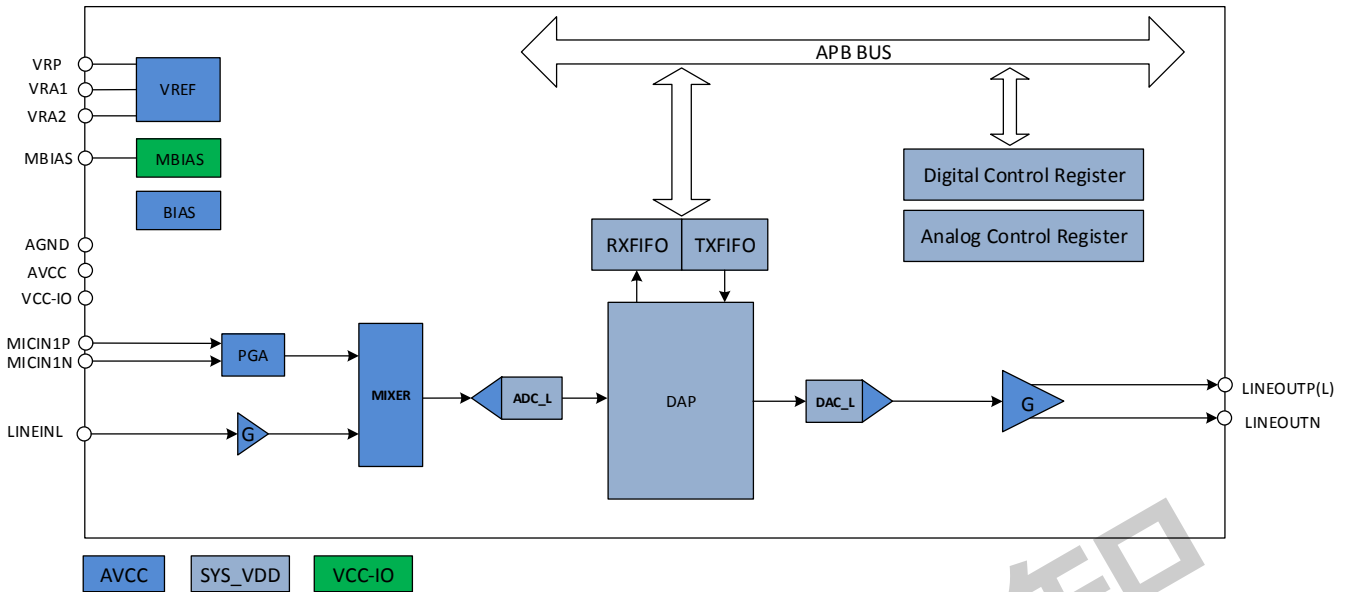 APB BUS
VRP
VRA1
VREF
VRA2
MBIAS
MBIAS
BIAS
Digital Control Register
Analog Control Register
RXFIFO
TXFIFO
AGND
AVCC
VCC-IO
MICIN1P
MICIN1N
PGA
MIXER
ADC_L
DAP
DAC_L
G
LINEOUTP(L)
LINEOUTN
LINEINL
G
AVCC
SYS_VDD
VCC-IO